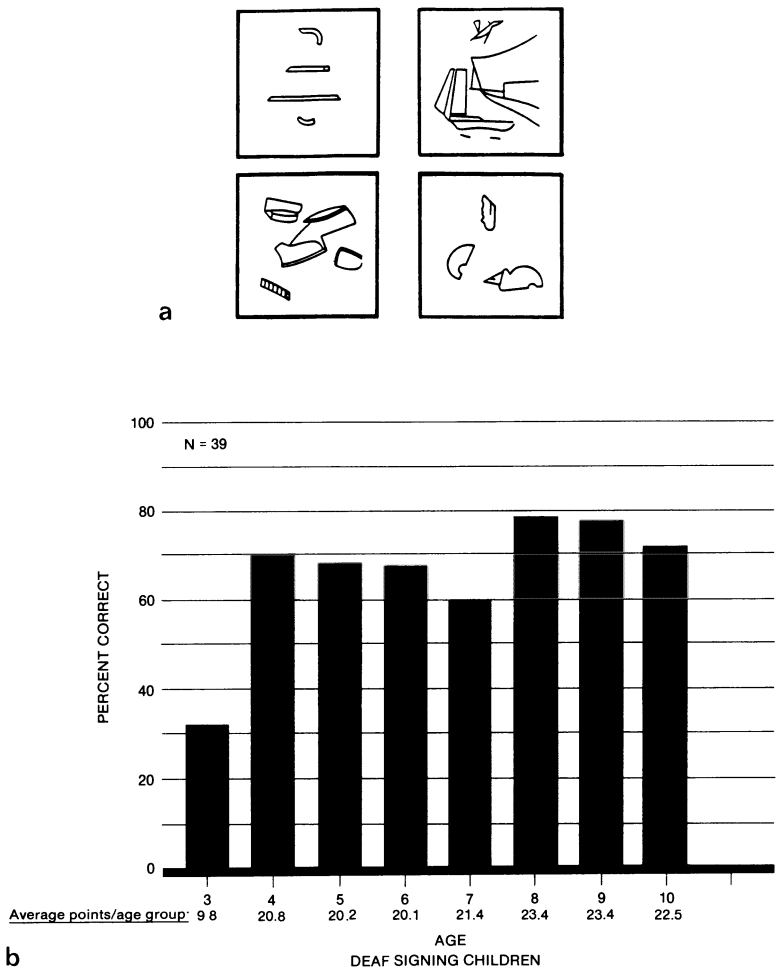 a
100
N = 39
80
60
40
20
0
PERCENT CORRECT
3 4 5 6 7 8 9 10
Average points/age group· 9 8 20.8 20.2 20.1 21.4 23.4 23.4 22.5
AGE
DEAF SIGNING CHILDREN
b